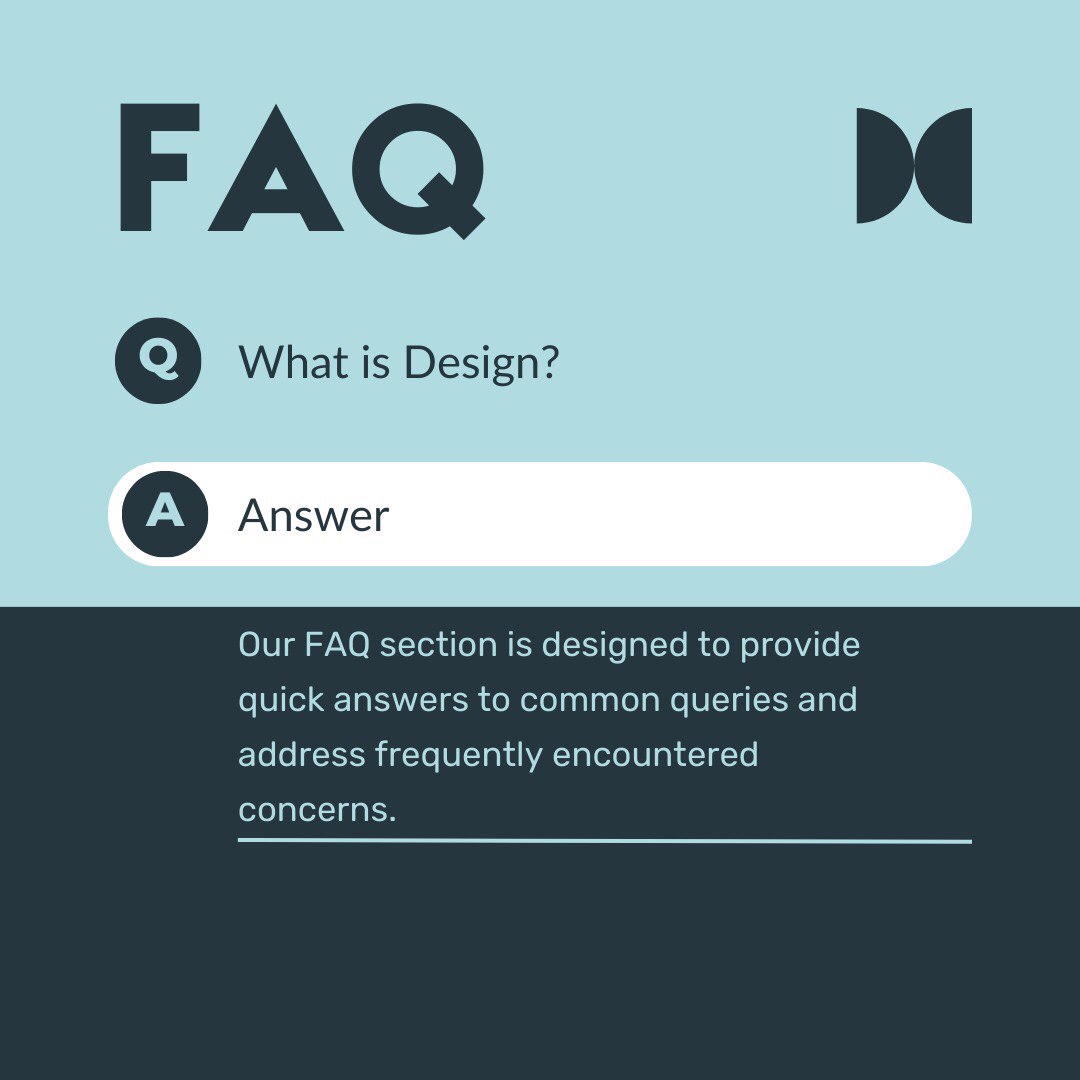 FAQ
Q What is Design?
A Answer
Our FAQ section is designed to provide
quick answers to common queries and
address frequently encountered
concerns.